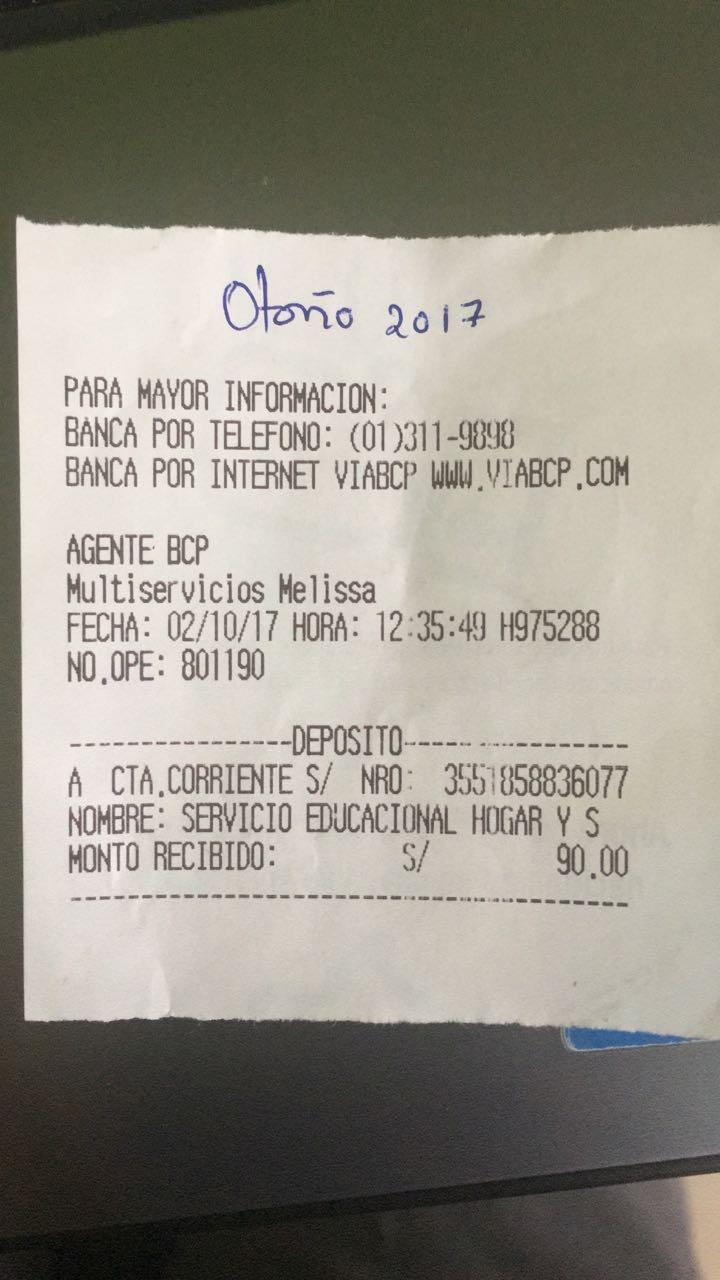 Otoño 2017
PARA MAYOR INFORMACION:
BANCA POR TELEFONO: (01)311-9898
BANCA POR INTERNET VIABCP WWW.VIABCP.COM
AGENTE BCP
Multiservicios Melissa
FECHA: 02/10/17 HORA: 12:35:49 H975288
NO.OPE: 801190
-----------------DEPOSITO-----------------
A CTA.CORRIENTE S/ NRO: 3551858836077
NOMBRE: SERVICIO EDUCACIONAL HOGAR Y S
MONTO RECIBIDO: S/ 90.00